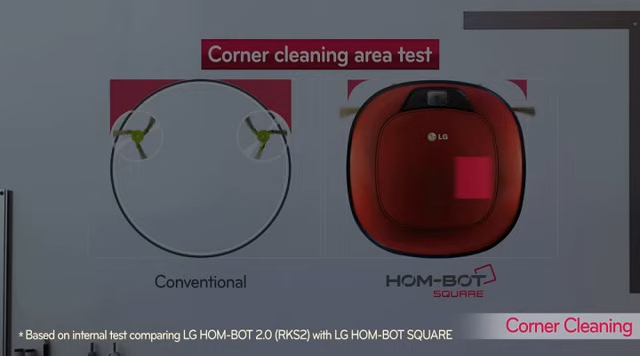 Corner cleaning area test
LG
Conventional
HOM-BOT
SQUARE
* Based on internal test comparing LG HOM-BOT 2.0 (RKS2) with LG HOM-BOT SQUARE
Corner Cleaning